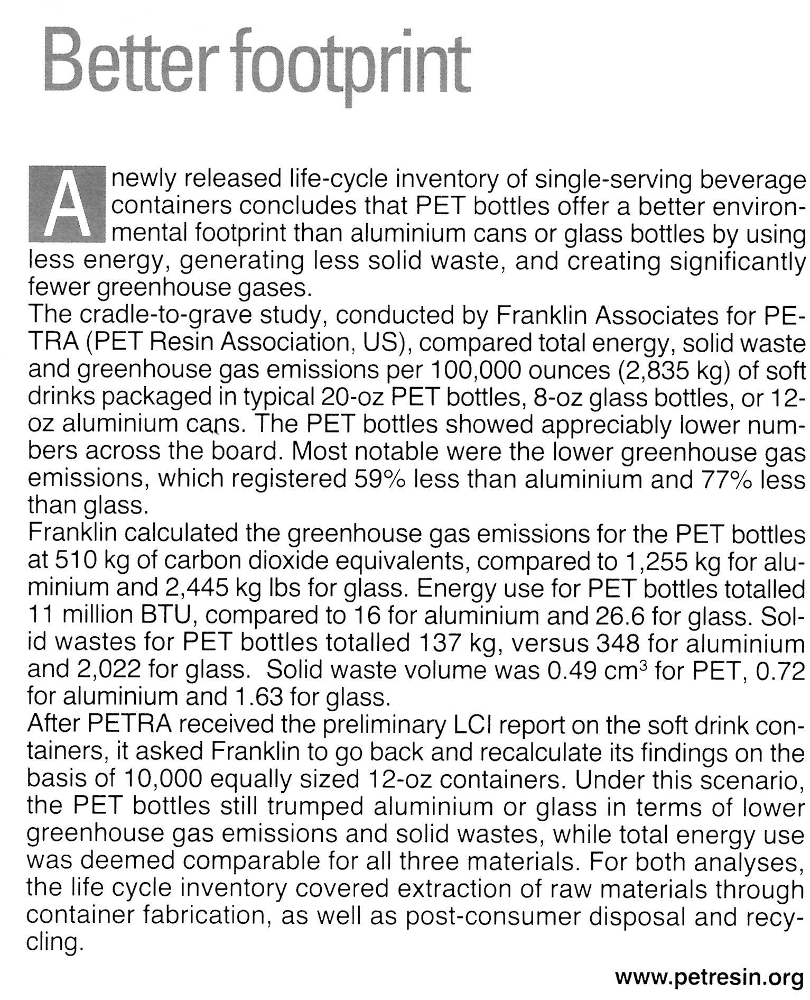 Better footprint
A newly released life-cycle inventory of single-serving beverage
containers concludes that PET bottles offer a better environ-
mental footprint than aluminium cans or glass bottles by using
less energy, generating less solid waste, and creating significantly
fewer greenhouse gases.
The cradle-to-grave study, conducted by Franklin Associates for PE-
TRA (PET Resin Association, US), compared total energy, solid waste
and greenhouse gas emissions per 100,000 ounces (2,835 kg) of soft
drinks packaged in typical 20-oz PET bottles, 8-oz glass bottles, or 12-
oz aluminium cans. The PET bottles showed appreciably lower num-
bers across the board. Most notable were the lower greenhouse gas
emissions, which registered 59% less than aluminium and 77% less
than glass.
Franklin calculated the greenhouse gas emissions for the PET bottles
at 510 kg of carbon dioxide equivalents, compared to 1,255 kg for alu-
minium and 2,445 kg lbs for glass. Energy use for PET bottles totalled
11 million BTU, compared to 16 for aluminium and 26.6 for glass. Sol-
id wastes for PET bottles totalled 137 kg, versus 348 for aluminium
and 2,022 for glass.  Solid waste volume was 0.49 cm³ for PET, 0.72
for aluminium and 1.63 for glass.
After PETRA received the preliminary LCI report on the soft drink con-
tainers, it asked Franklin to go back and recalculate its findings on the
basis of 10,000 equally sized 12-oz containers. Under this scenario,
the PET bottles still trumped aluminium or glass in terms of lower
greenhouse gas emissions and solid wastes, while total energy use
was deemed comparable for all three materials. For both analyses,
the life cycle inventory covered extraction of raw materials through
container fabrication, as well as post-consumer disposal and recy-
cling.
www.petresin.org